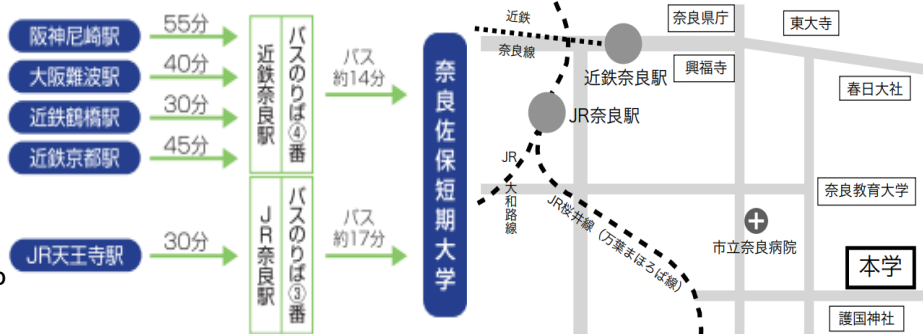 阪神尼崎駅
55分
大阪難波駅
40分
近鉄鶴橋駅
30分
近鉄京都駅
45分
近鉄奈良駅
バスのりば④番
バス
約14分
JR天王寺駅
30分
JR奈良駅
バスのりば③番
バス
約17分
奈良佐保短期大学
近鉄
奈良線
奈良県庁
東大寺
近鉄奈良駅
興福寺
春日大社
JR奈良駅
JR
大和路線
JR桜井線（万葉まほろば線）
奈良教育大学
市立奈良病院
本学
護国神社